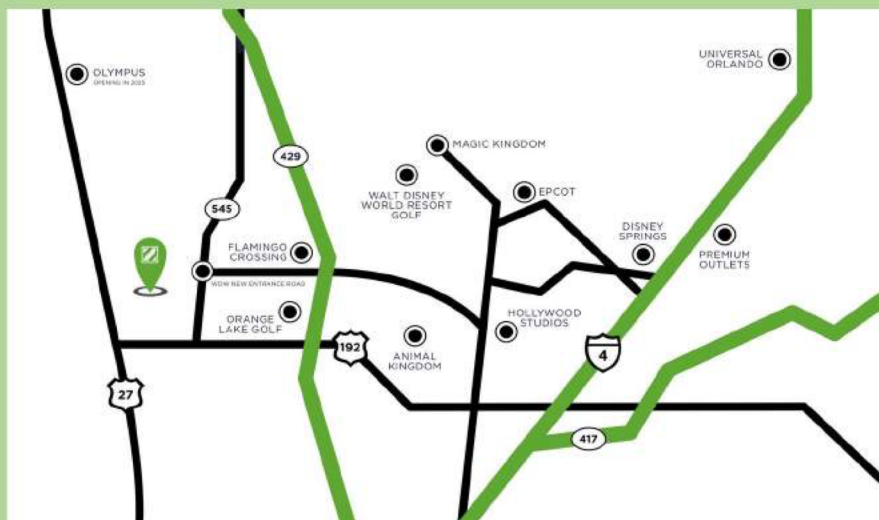 OLYMPUS
OPENING IN 2025
UNIVERSAL
ORLANDO
429
MAGIC KINGDOM
545
WALT DISNEY
WORLD RESORT
GOLF
EPCOT
FLAMINGO
CROSSING
DISNEY
SPRINGS
PREMIUM
OUTLETS
WDW NEW ENTRANCE ROAD
ORANGE
LAKE GOLF
HOLLYWOOD
STUDIOS
192
ANIMAL
KINGDOM
4
27
417